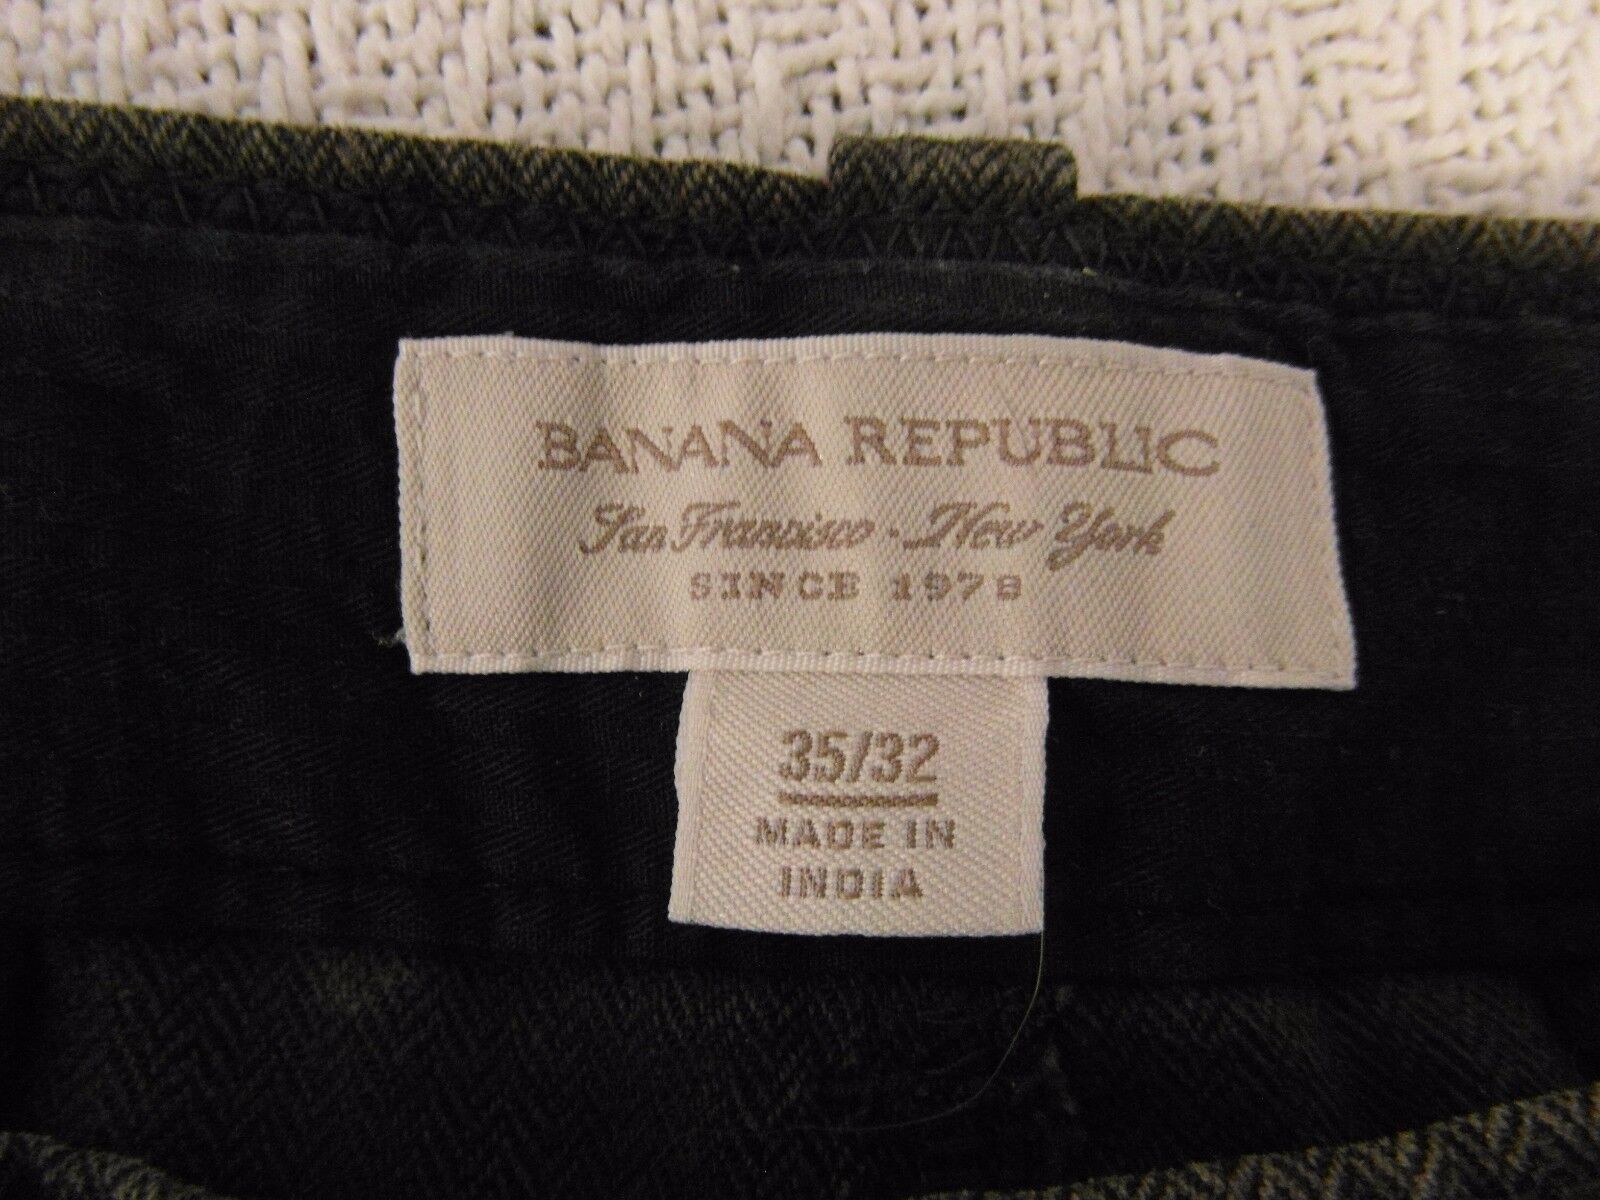 BANANA REPUBLIC
San Francisco - New York
SINCE 1978
35/32
MADE IN
INDIA